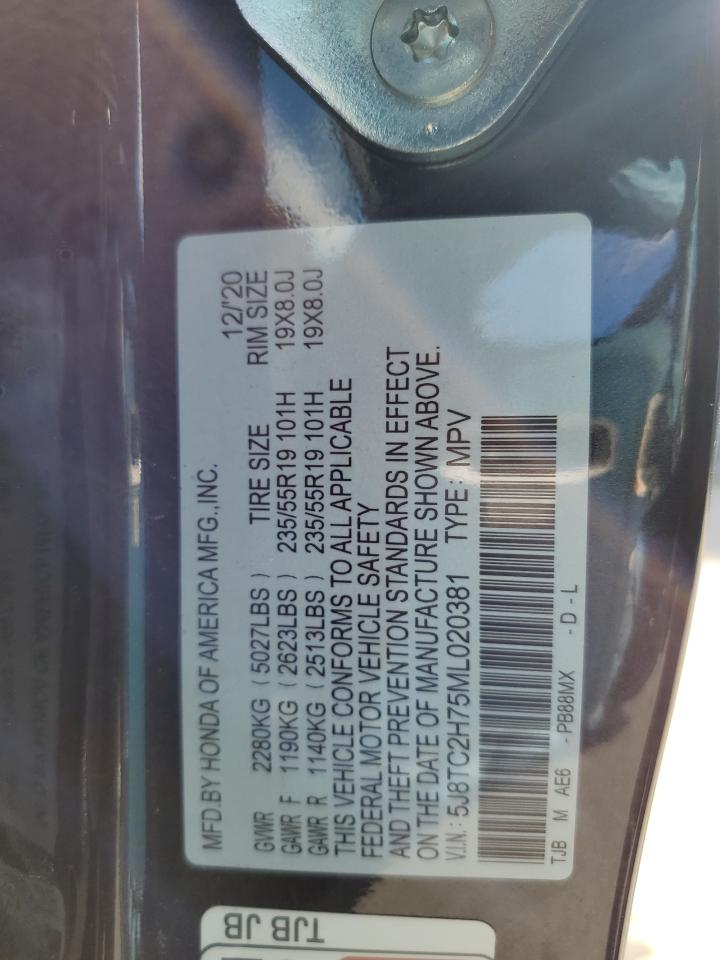 MFD. BY HONDA OF AMERICA MFG., INC. 12/'20
GVWR 2280KG (5027LBS) TIRE SIZE RIM SIZE
GAWR F 1190KG (2623LBS) 235/55R19 101H 19X8.0J
GAWR R 1140KG (2513LBS) 235/55R19 101H 19X8.0J
THIS VEHICLE CONFORMS TO ALL APPLICABLE
FEDERAL MOTOR VEHICLE SAFETY
AND THEFT PREVENTION STANDARDS IN EFFECT
ON THE DATE OF MANUFACTURE SHOWN ABOVE.
V.I.N.: 5J8TC2H75ML020381 TYPE: MPV
TJB M AE6 -PB88MX -D-L
TJB JB